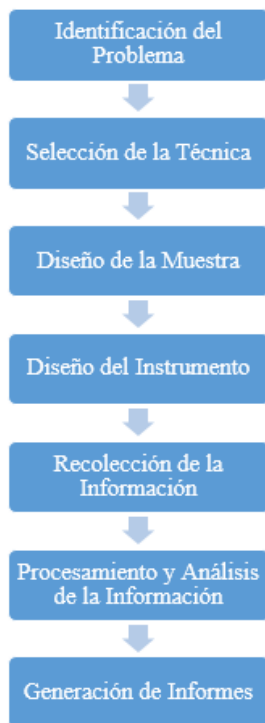 Identificación del
Problema
Selección de la Técnica
Diseño de la Muestra
Diseño del Instrumento
Recolección de la
Información
Procesamiento y Análisis
de la Información
Generación de Informes